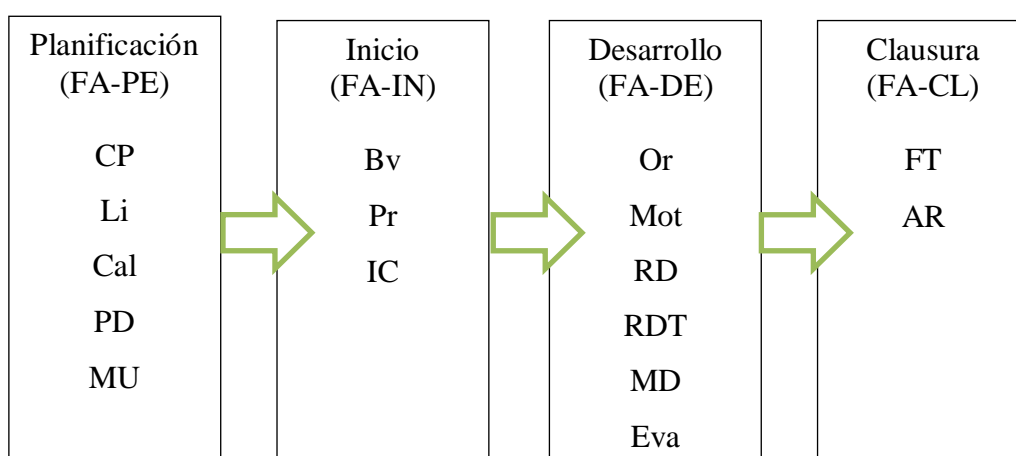 Planificación
(FA-PE)
CP
Li
Cal
PD
MU
Inicio
(FA-IN)
Bv
Pr
IC
Desarrollo
(FA-DE)
Or
Mot
RD
RDT
MD
Eva
Clausura
(FA-CL)
FT
AR